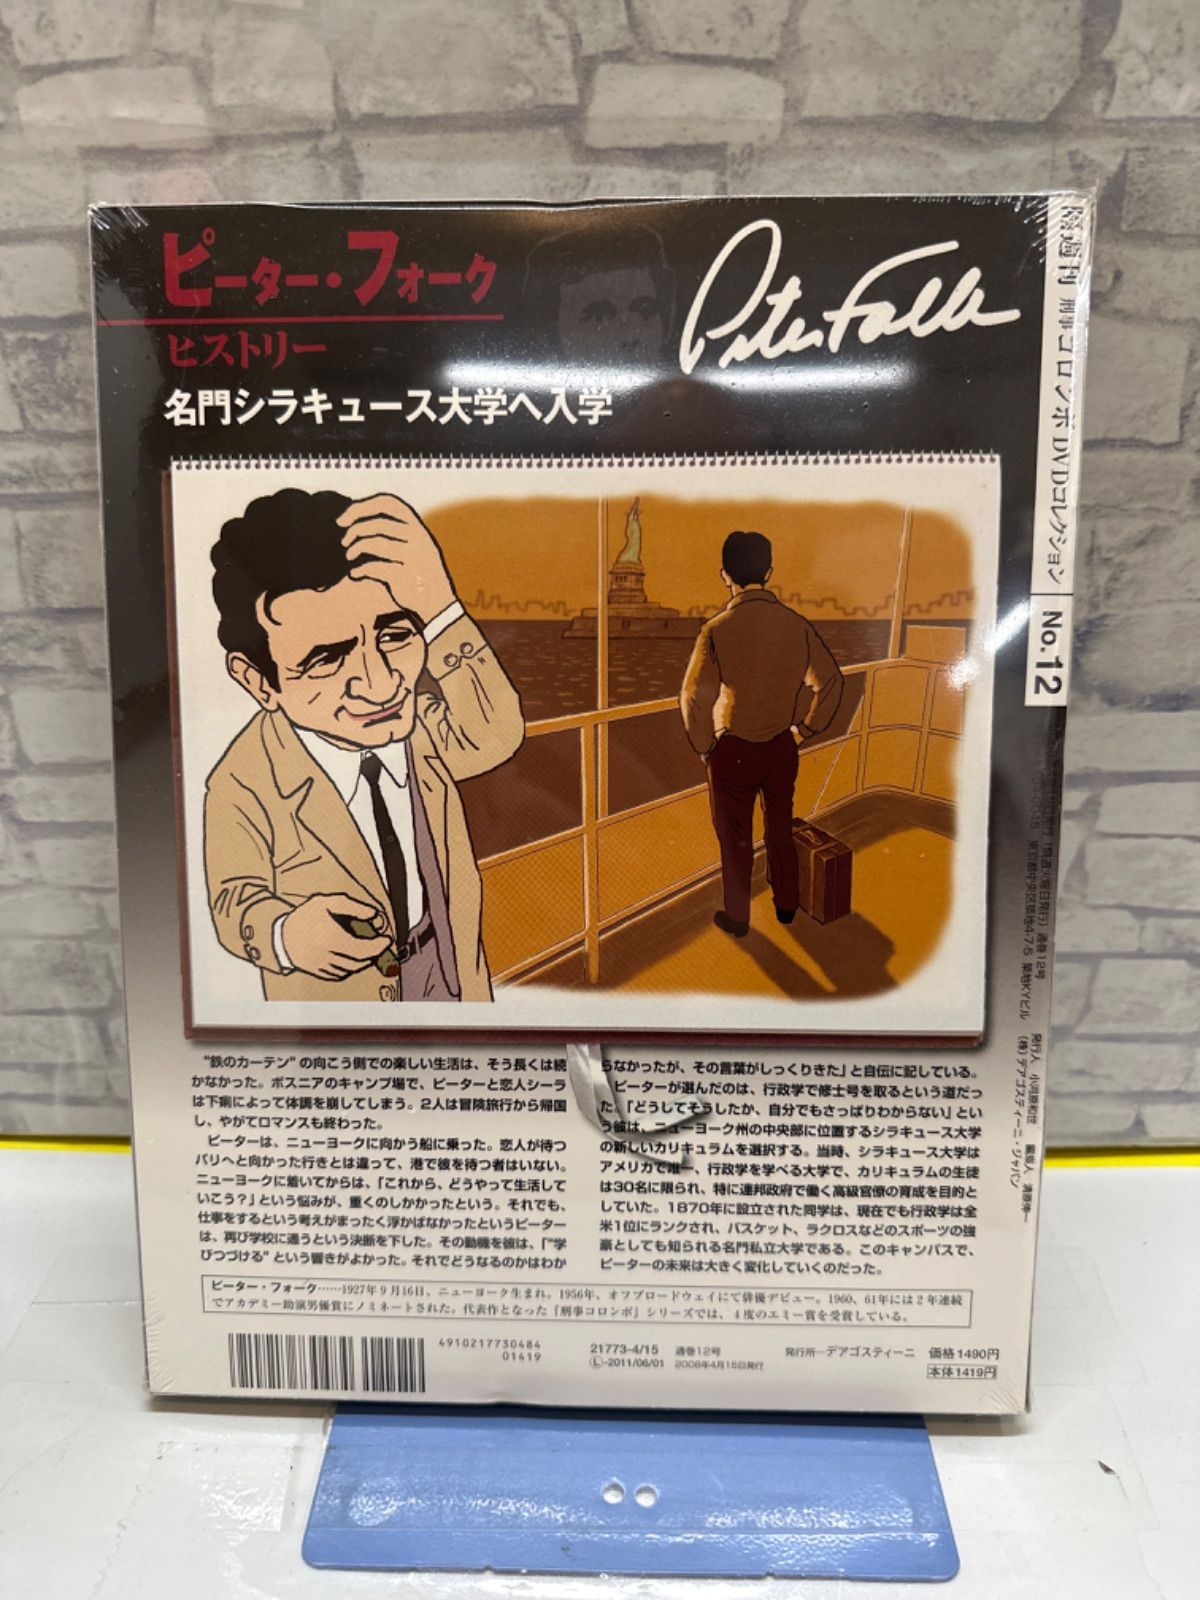 ピーター・フォーク
ヒストリー
Peter Falk
名門シラキュース大学へ入学
隔週刊 刑事コロンボ DVDコレクション No.12
"鉄のカーテン"の向こう側での楽しい生活は、そう長くは続
かなかった。ボスニアのキャンプ場で、ピーターと恋人シーラ
は下痢によって体調を崩してしまう。2人は冒険旅行から帰国
し、やがてロマンスも終わった。
ピーターは、ニューヨークに向かう船に乗った。恋人が待つ
パリへと向かった行きとは違って、港で彼を待つ者はいない。
ニューヨークに着いてからは、「これから、どうやって生活して
いこう?」という悩みが、重くのしかかったという。それでも、
仕事をするという考えがまったく浮かばなかったというピーター
は、再び学校に通うという決断を下した。その動機を彼は、「"学
びつづける"という響きがよかった。それでどうなるのかはわか
らなかったが、その言葉がしっくりきた」と自伝に記している。
ピーターが選んだのは、行政学で修士号を取るという道だっ
た。「どうしてそうしたか、自分でもさっぱりわからない」とい
う彼は、ニューヨーク州の中央部に位置するシラキュース大学
の新しいカリキュラムを選択する。当時、シラキュース大学は
アメリカで唯一、行政学を学べる大学で、カリキュラムの生徒
は30名に限られ、特に連邦政府で働く高級官僚の育成を目的と
していた。1870年に設立された同学は、現在でも行政学は全
米1位にランクされ、バスケット、ラクロスなどのスポーツの強
豪としても知られる名門私立大学である。このキャンパスで、
ピーターの未来は大きく変化していくのだった。
ピーター・フォーク……1927年9月16日、ニューヨーク生まれ。1956年、オフブロードウェイにて俳優デビュー。1960、61年には2年連続
でアカデミー助演男優賞にノミネートされた。代表作となった『刑事コロンボ』シリーズでは、4度のエミー賞を受賞している。
4910217730484
01419
21773-4/15 通巻12号
Ⓛ-2011/06/01 2008年4月15日発行
発行所─デアゴスティーニ
価格1490円
本体1419円
(隔週火曜日発行) 通巻12号
東京都中央区築地4-7-5 築地KYビル
(株)デアゴスティーニ・ジャパン